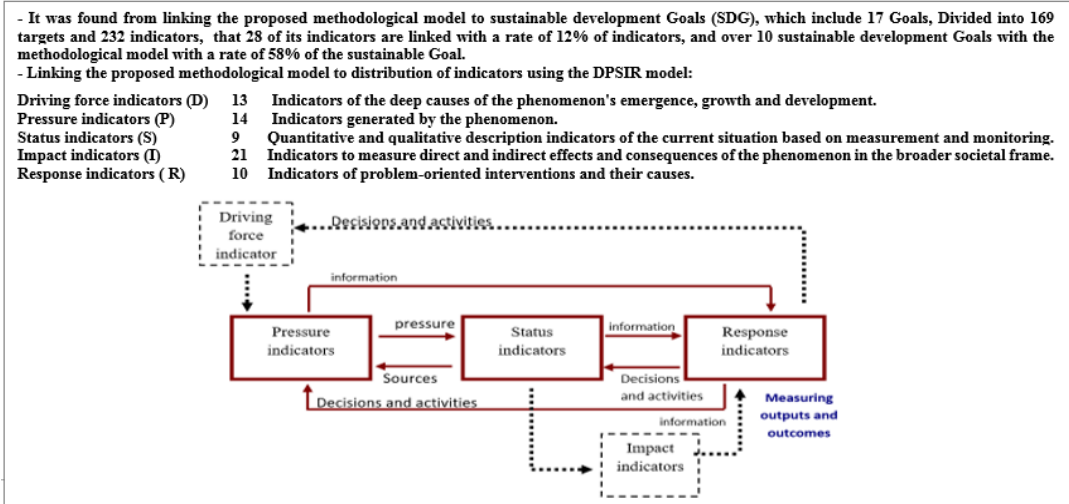 - It was found from linking the proposed methodological model to sustainable development Goals (SDG), which include 17 Goals, Divided into 169
targets and 232 indicators, that 28 of its indicators are linked with a rate of 12% of indicators, and over 10 sustainable development Goals with the
methodological model with a rate of 58% of the sustainable Goal.
- Linking the proposed methodological model to distribution of indicators using the DPSIR model:
Driving force indicators (D) 13 Indicators of the deep causes of the phenomenon's emergence, growth and development.
Pressure indicators (P) 14 Indicators generated by the phenomenon.
Status indicators (S) 9 Quantitative and qualitative description indicators of the current situation based on measurement and monitoring.
Impact indicators (I) 21 Indicators to measure direct and indirect effects and consequences of the phenomenon in the broader societal frame.
Response indicators ( R) 10 Indicators of problem-oriented interventions and their causes.
Driving
force
indicator
Decisions and activities
information
Pressure
indicators
pressure
Sources
Status
indicators
information
Decisions
and activities
Response
indicators
Decisions and activities
information
Measuring
outputs and
outcomes
Impact
indicators